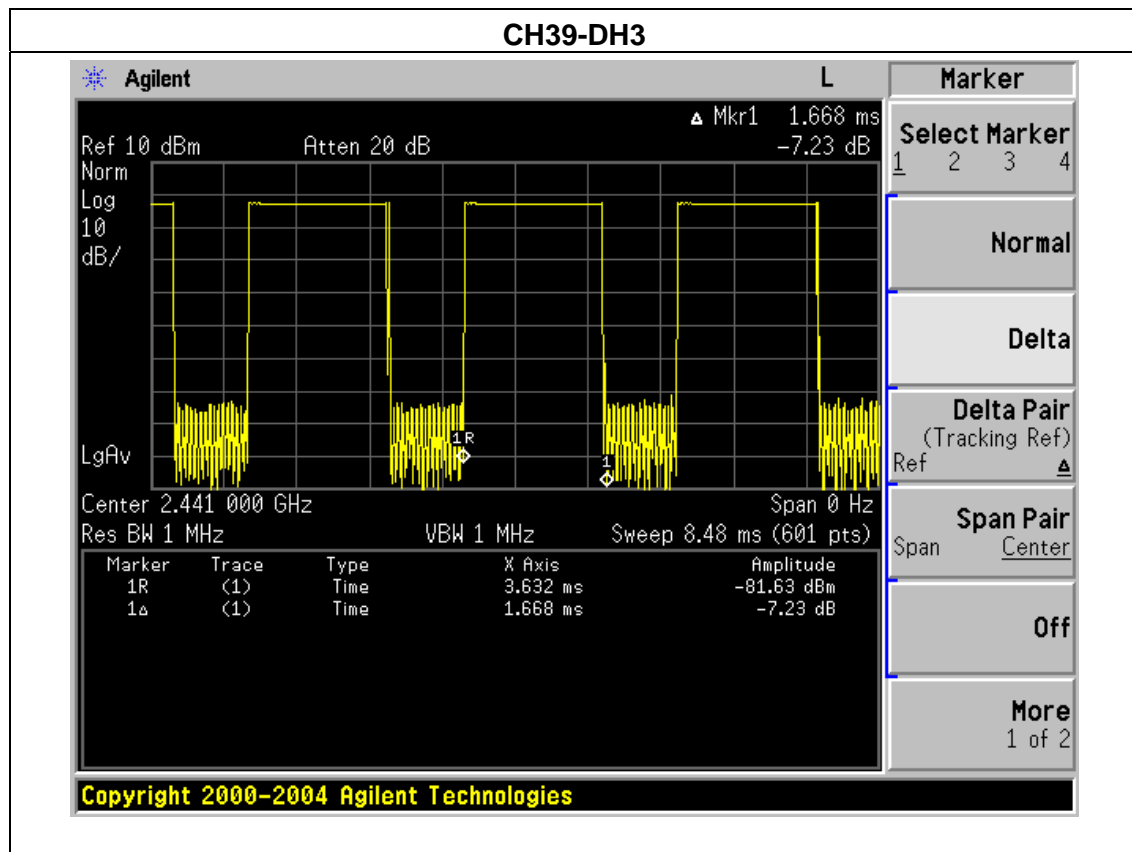 CH39-DH3
Agilent L Marker
Δ Mkr1 1.668 ms
Ref 10 dBm Atten 20 dB -7.23 dB
Norm
Log
10
dB/
1R
1
LgAv
Center 2.441 000 GHz Span 0 Hz
Res BW 1 MHz VBW 1 MHz Sweep 8.48 ms (601 pts)
Marker Trace Type X Axis Amplitude
1R (1) Time 3.632 ms -81.63 dBm
1Δ (1) Time 1.668 ms -7.23 dB
Select Marker
1 2 3 4
Normal
Delta
Delta Pair
(Tracking Ref)
Ref Δ
Span Pair
Span Center
Off
More
1 of 2
Copyright 2000-2004 Agilent Technologies